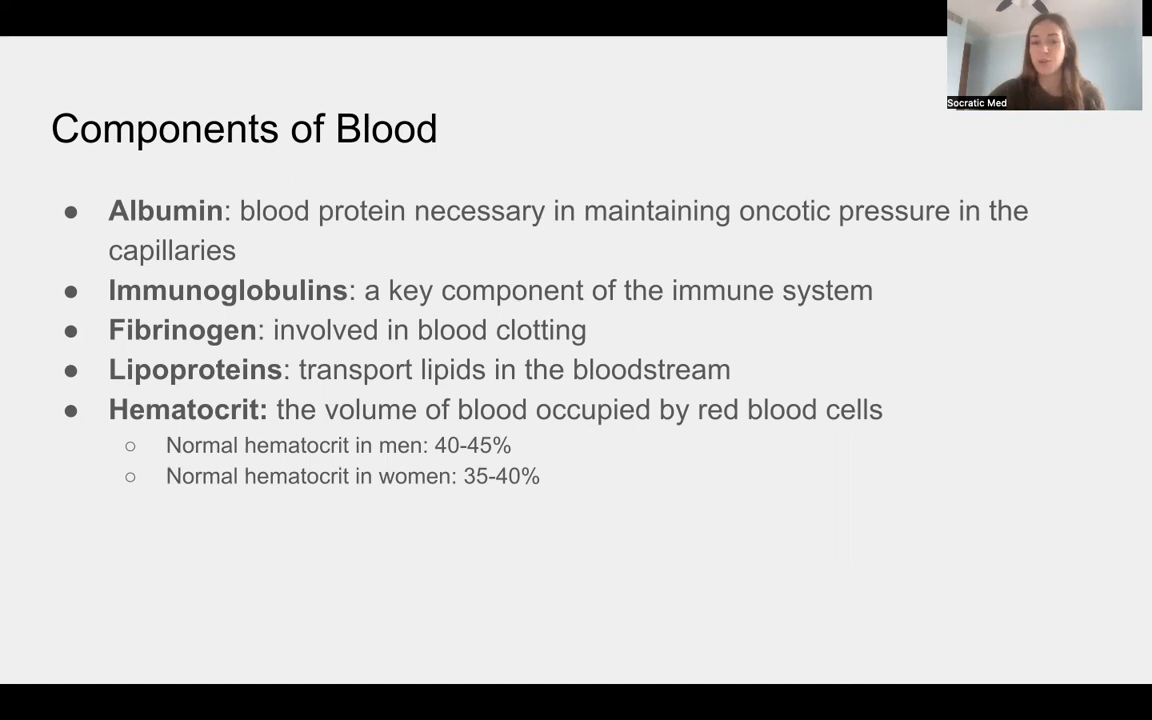 Socratic Med
Components of Blood
● Albumin: blood protein necessary in maintaining oncotic pressure in the
capillaries
● Immunoglobulins: a key component of the immune system
● Fibrinogen: involved in blood clotting
● Lipoproteins: transport lipids in the bloodstream
● Hematocrit: the volume of blood occupied by red blood cells
○ Normal hematocrit in men: 40-45%
○ Normal hematocrit in women: 35-40%